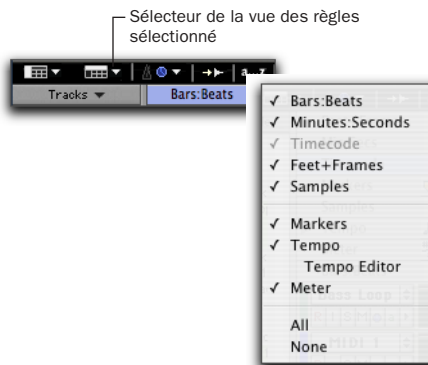 Sélecteur de la vue des règles
sélectionné
a...z
Tracks
Bars:Beats
✓ Bars:Beats
✓ Minutes:Seconds
✓ Timecode
✓ Feet+Frames
✓ Samples
✓ Markers
✓ Tempo
Tempo Editor
✓ Meter
All
None